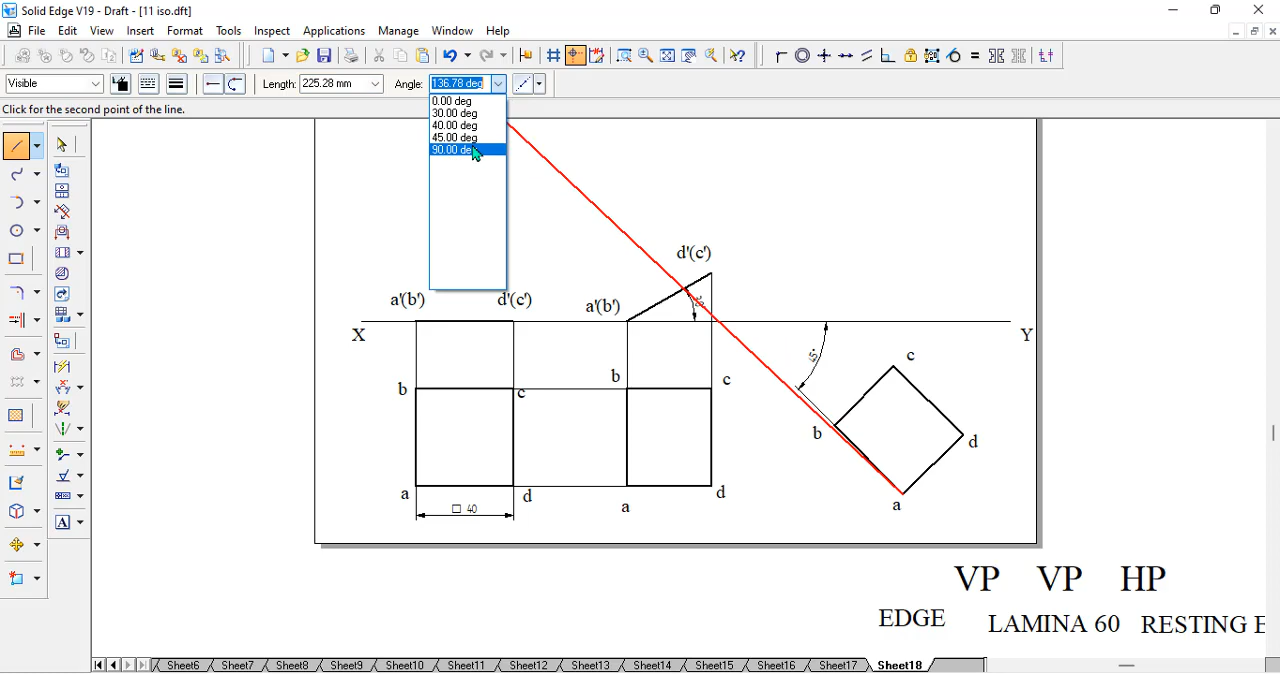 Solid Edge V19 - Draft - [11 iso.dft]
File Edit View Insert Format Tools Inspect Applications Manage Window Help
Visible Length: 225.28 mm Angle: 136.78 deg
Click for the second point of the line.
0.00 deg
30.00 deg
40.00 deg
45.00 deg
90.00 deg
d'(c')
a'(b') d'(c') a'(b')
X Y
45°
b c c
b c
b d
a d d
a a
□ 40
VP VP HP
EDGE LAMINA 60 RESTING E
Sheet6 Sheet7 Sheet8 Sheet9 Sheet10 Sheet11 Sheet12 Sheet13 Sheet14 Sheet15 Sheet16 Sheet17 Sheet18